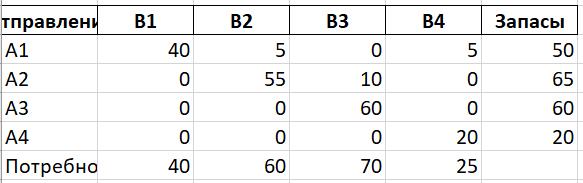 тправлени B1 B2 B3 B4 Запасы
A1 40 5 0 5 50
A2 0 55 10 0 65
A3 0 0 60 0 60
A4 0 0 0 20 20
Потребно 40 60 70 25